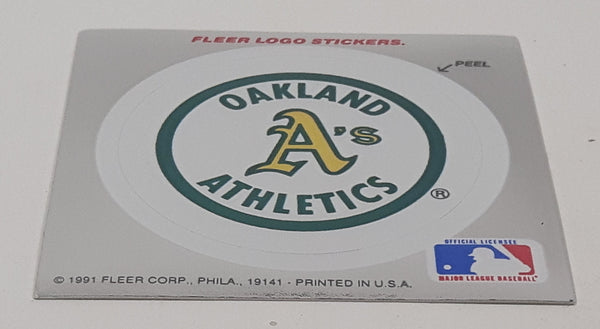 FLEER LOGO STICKERS.
PEEL
OAKLAND
A's
ATHLETICS
®
OFFICIAL LICENSEE
MAJOR LEAGUE BASEBALL
© 1991 FLEER CORP., PHILA., 19141 - PRINTED IN U.S.A.